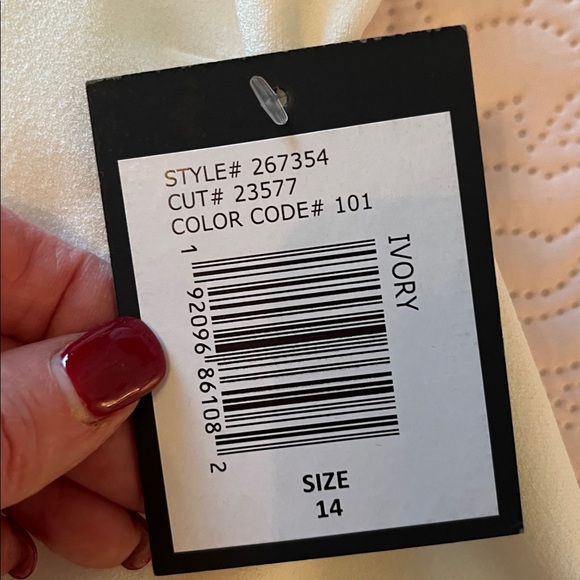 STYLE# 267354
CUT# 23577
COLOR CODE# 101
IVORY
1 92096 86108 2
SIZE
14